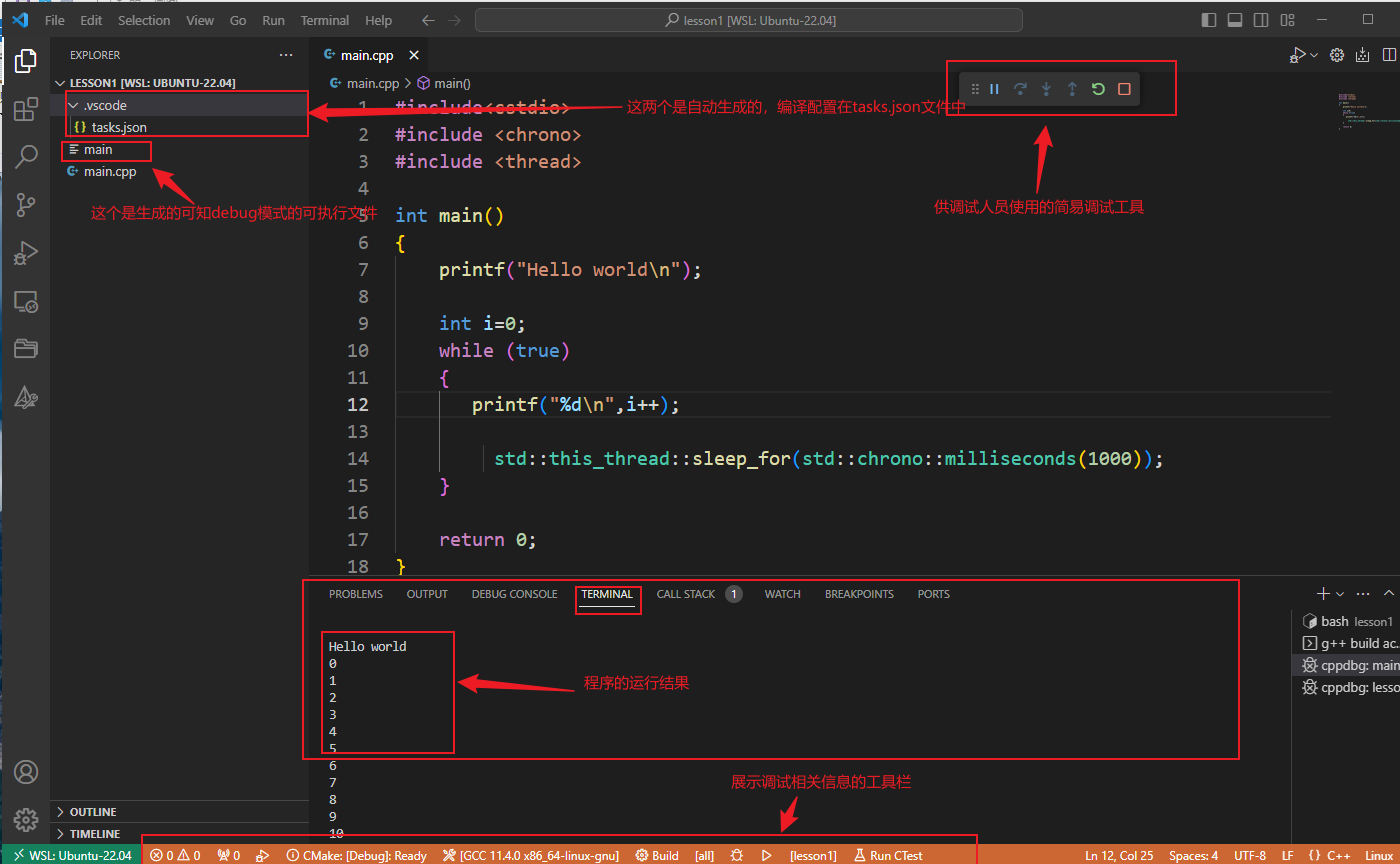 File Edit Selection View Go Run Terminal Help
lesson1 [WSL: Ubuntu-22.04]
EXPLORER
LESSON1 [WSL: UBUNTU-22.04]
.vscode
{} tasks.json
main
main.cpp
这个是生成的可知debug模式的可执行文件
OUTLINE
TIMELINE
main.cpp
main.cpp > main()
这两个是自动生成的，编译配置在tasks.json文件中
供调试人员使用的简易调试工具
1 #include<cstdio>
2 #include <chrono>
3 #include <thread>
4
5 int main()
6 {
7 printf("Hello world\n");
8
9 int i=0;
10 while (true)
11 {
12 printf("%d\n",i++);
13
14 std::this_thread::sleep_for(std::chrono::milliseconds(1000));
15 }
16
17 return 0;
18 }
PROBLEMS OUTPUT DEBUG CONSOLE TERMINAL CALL STACK 1 WATCH BREAKPOINTS PORTS
Hello world
0
1
2
3
4
5
6
7
8
9
10
程序的运行结果
展示调试相关信息的工具栏
bash lesson1
g++ build ac...
cppdbg: main
cppdbg: lesso
WSL: Ubuntu-22.04 0 0 0 CMake: [Debug]: Ready [GCC 11.4.0 x86_64-linux-gnu] Build [all] [lesson1] Run CTest Ln 12, Col 25 Spaces: 4 UTF-8 LF {} C++ Linux